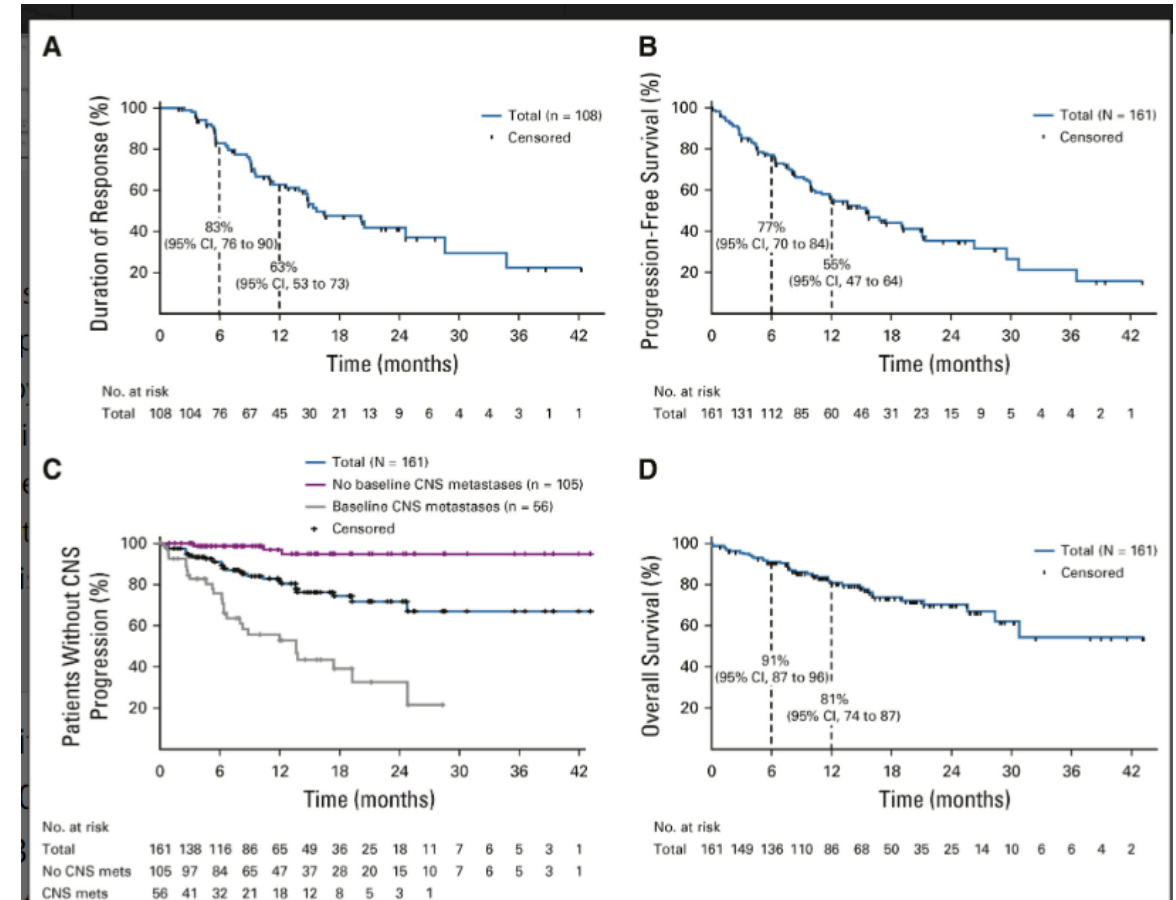 A
Duration of Response (%)
100
80
60
40
20
Total (n = 108)
Censored
83%
(95% CI, 76 to 90)
63%
(95% CI, 53 to 73)
0 6 12 18 24 30 36 42
Time (months)
No. at risk
Total 108 104 76 67 45 30 21 13 9 6 4 4 3 1 1
B
Progression-Free Survival (%)
100
80
60
40
20
Total (N = 161)
Censored
77%
(95% CI, 70 to 84)
55%
(95% CI, 47 to 64)
0 6 12 18 24 30 36 42
Time (months)
No. at risk
Total 161 131 112 85 60 46 31 23 15 9 5 4 4 2 1
C
Total (N = 161)
No baseline CNS metastases (n = 105)
Baseline CNS metastases (n = 56)
Censored
Patients Without CNS
Progression (%)
100
80
60
40
20
0 6 12 18 24 30 36 42
Time (months)
No. at risk
Total 161 138 116 86 65 49 36 25 18 11 7 6 5 3 1
No CNS mets 105 97 84 65 47 37 28 20 15 10 7 6 5 3 1
CNS mets 56 41 32 21 18 12 8 5 3 1
D
Overall Survival (%)
100
80
60
40
20
Total (N = 161)
Censored
91%
(95% CI, 87 to 96)
81%
(95% CI, 74 to 87)
0 6 12 18 24 30 36 42
Time (months)
No. at risk
Total 161 149 136 110 86 68 50 35 25 14 10 6 6 4 2